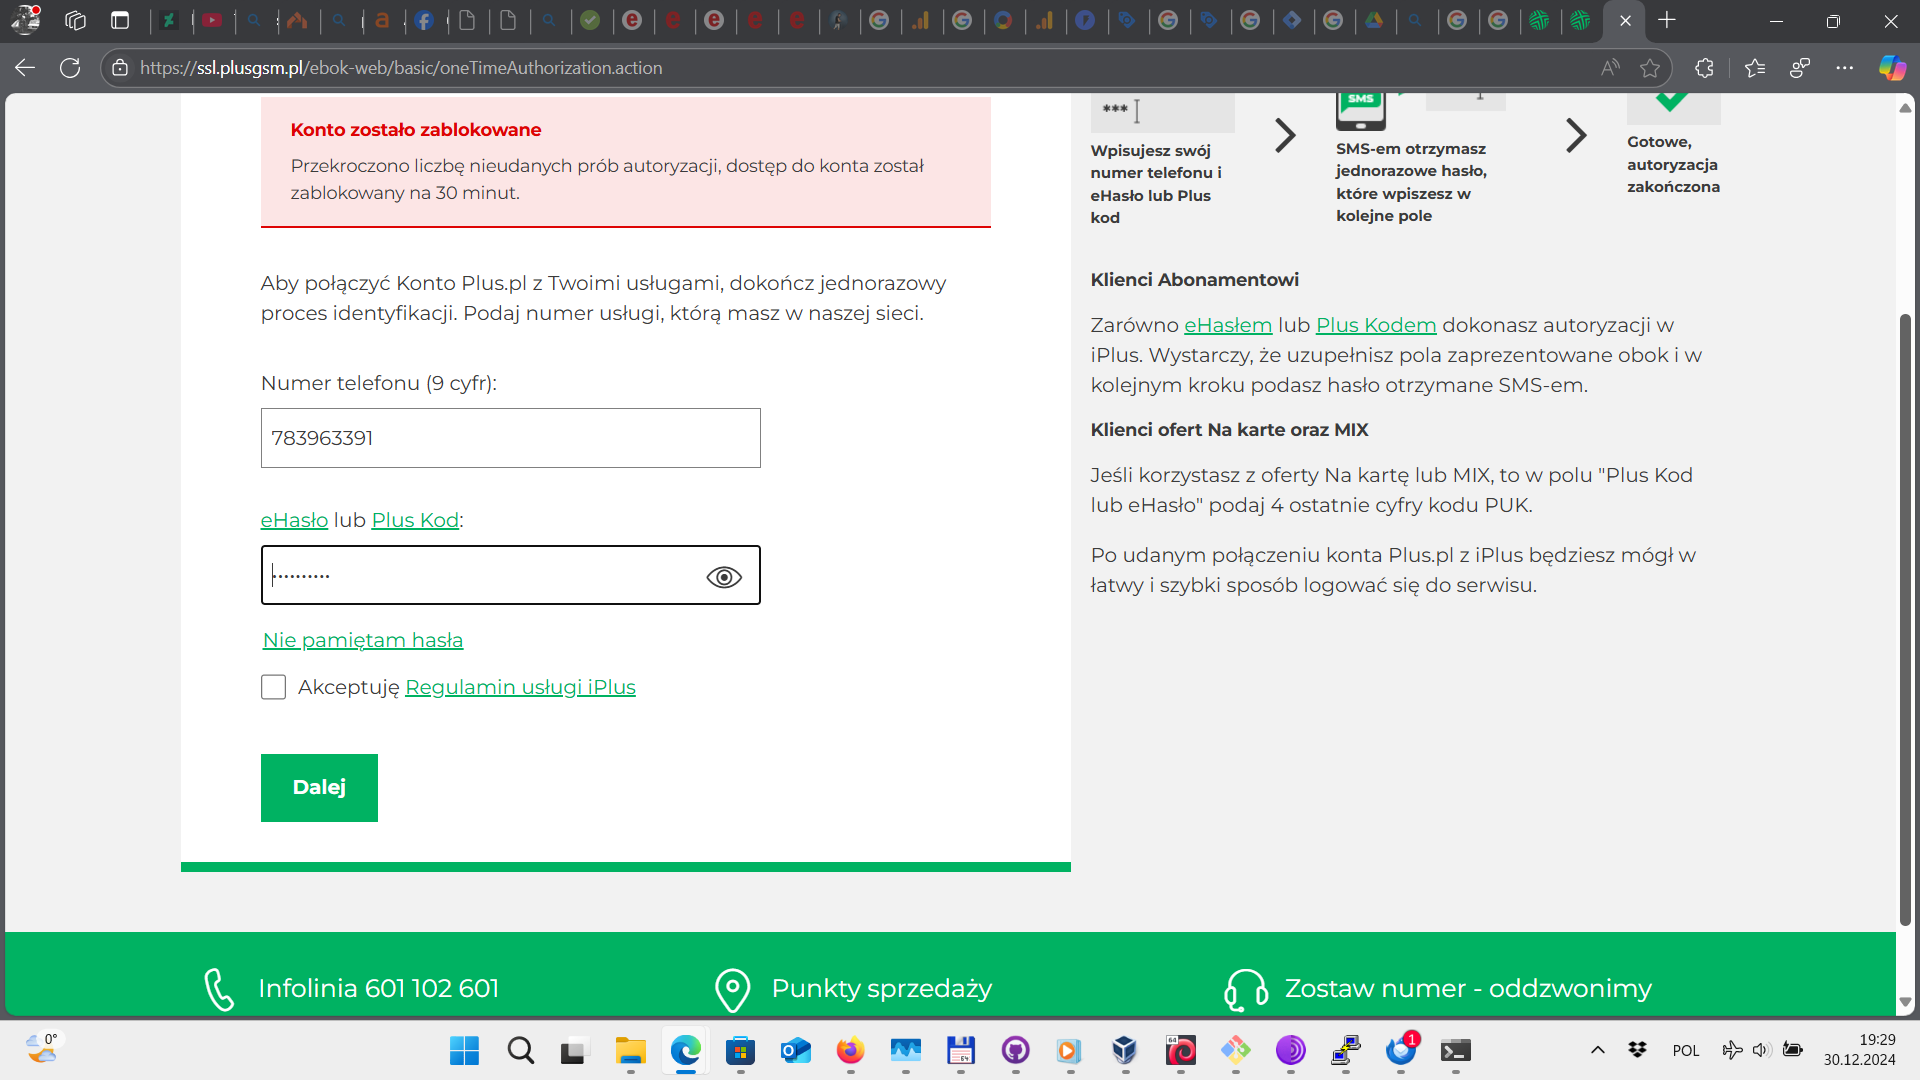 https://ssl.plusgsm.pl/ebok-web/basic/oneTimeAuthorization.action
Konto zostało zablokowane
Przekroczono liczbę nieudanych prób autoryzacji, dostęp do konta został
zablokowany na 30 minut.
Aby połączyć Konto Plus.pl z Twoimi usługami, dokończ jednorazowy
proces identyfikacji. Podaj numer usługi, którą masz w naszej sieci.
Numer telefonu (9 cyfr):
783963391
eHasło lub Plus Kod:
··········
Nie pamiętam hasła
Akceptuję Regulamin usługi iPlus
Dalej
***
Wpisujesz swój
numer telefonu i
eHasło lub Plus
kod
SMS
SMS-em otrzymasz
jednorazowe hasło,
które wpiszesz w
kolejne pole
Gotowe,
autoryzacja
zakończona
Klienci Abonamentowi
Zarówno eHasłem lub Plus Kodem dokonasz autoryzacji w
iPlus. Wystarczy, że uzupełnisz pola zaprezentowane obok i w
kolejnym kroku podasz hasło otrzymane SMS-em.
Klienci ofert Na karte oraz MIX
Jeśli korzystasz z oferty Na kartę lub MIX, to w polu "Plus Kod
lub eHasło" podaj 4 ostatnie cyfry kodu PUK.
Po udanym połączeniu konta Plus.pl z iPlus będziesz mógł w
łatwy i szybki sposób logować się do serwisu.
Infolinia 601 102 601
Punkty sprzedaży
Zostaw numer - oddzwonimy
0°
64
1
POL
19:29
30.12.2024